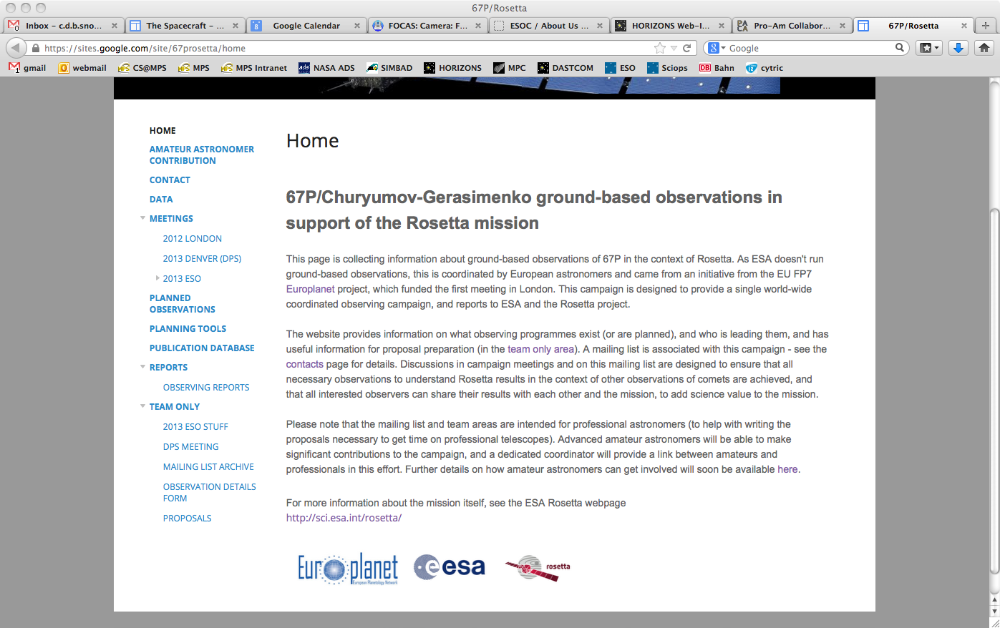 67P/Rosetta
Inbox – c.d.b.sno...
The Spacecraft – ...
Google Calendar
FOCAS: Camera: F...
ESOC / About Us ...
HORIZONS Web-I...
Pro-Am Collabor...
67P/Rosetta
https://sites.google.com/site/67prosetta/home
Google
gmail
webmail
CS@MPS
MPS
MPS Intranet
NASA ADS
SIMBAD
HORIZONS
MPC
DASTCOM
ESO
Sciops
Bahn
cytric
HOME
AMATEUR ASTRONOMER
CONTRIBUTION
CONTACT
DATA
MEETINGS
2012 LONDON
2013 DENVER (DPS)
2013 ESO
PLANNED
OBSERVATIONS
PLANNING TOOLS
PUBLICATION DATABASE
REPORTS
OBSERVING REPORTS
TEAM ONLY
2013 ESO STUFF
DPS MEETING
MAILING LIST ARCHIVE
OBSERVATION DETAILS
FORM
PROPOSALS
Home
67P/Churyumov-Gerasimenko ground-based observations in
support of the Rosetta mission
This page is collecting information about ground-based observations of 67P in the context of Rosetta. As ESA doesn't run
ground-based observations, this is coordinated by European astronomers and came from an initiative from the EU FP7
Europlanet project, which funded the first meeting in London. This campaign is designed to provide a single world-wide
coordinated observing campaign, and reports to ESA and the Rosetta project.
The website provides information on what observing programmes exist (or are planned), and who is leading them, and has
useful information for proposal preparation (in the team only area). A mailing list is associated with this campaign - see the
contacts page for details. Discussions in campaign meetings and on this mailing list are designed to ensure that all
necessary observations to understand Rosetta results in the context of other observations of comets are achieved, and
that all interested observers can share their results with each other and the mission, to add science value to the mission.
Please note that the mailing list and team areas are intended for professional astronomers (to help with writing the
proposals necessary to get time on professional telescopes). Advanced amateur astronomers will be able to make
significant contributions to the campaign, and a dedicated coordinator will provide a link between amateurs and
professionals in this effort. Further details on how amateur astronomers can get involved will soon be available here.
For more information about the mission itself, see the ESA Rosetta webpage
http://sci.esa.int/rosetta/
Europlanet
European Planetology Network
esa
rosetta